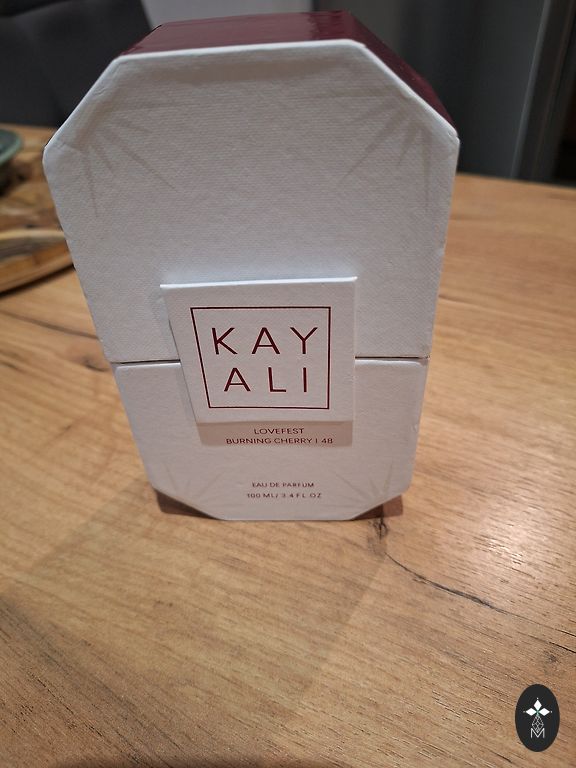 KAY
ALI
LOVEFEST
BURNING CHERRY | 48
EAU DE PARFUM
100 ML/ 3.4 FL.OZ
M